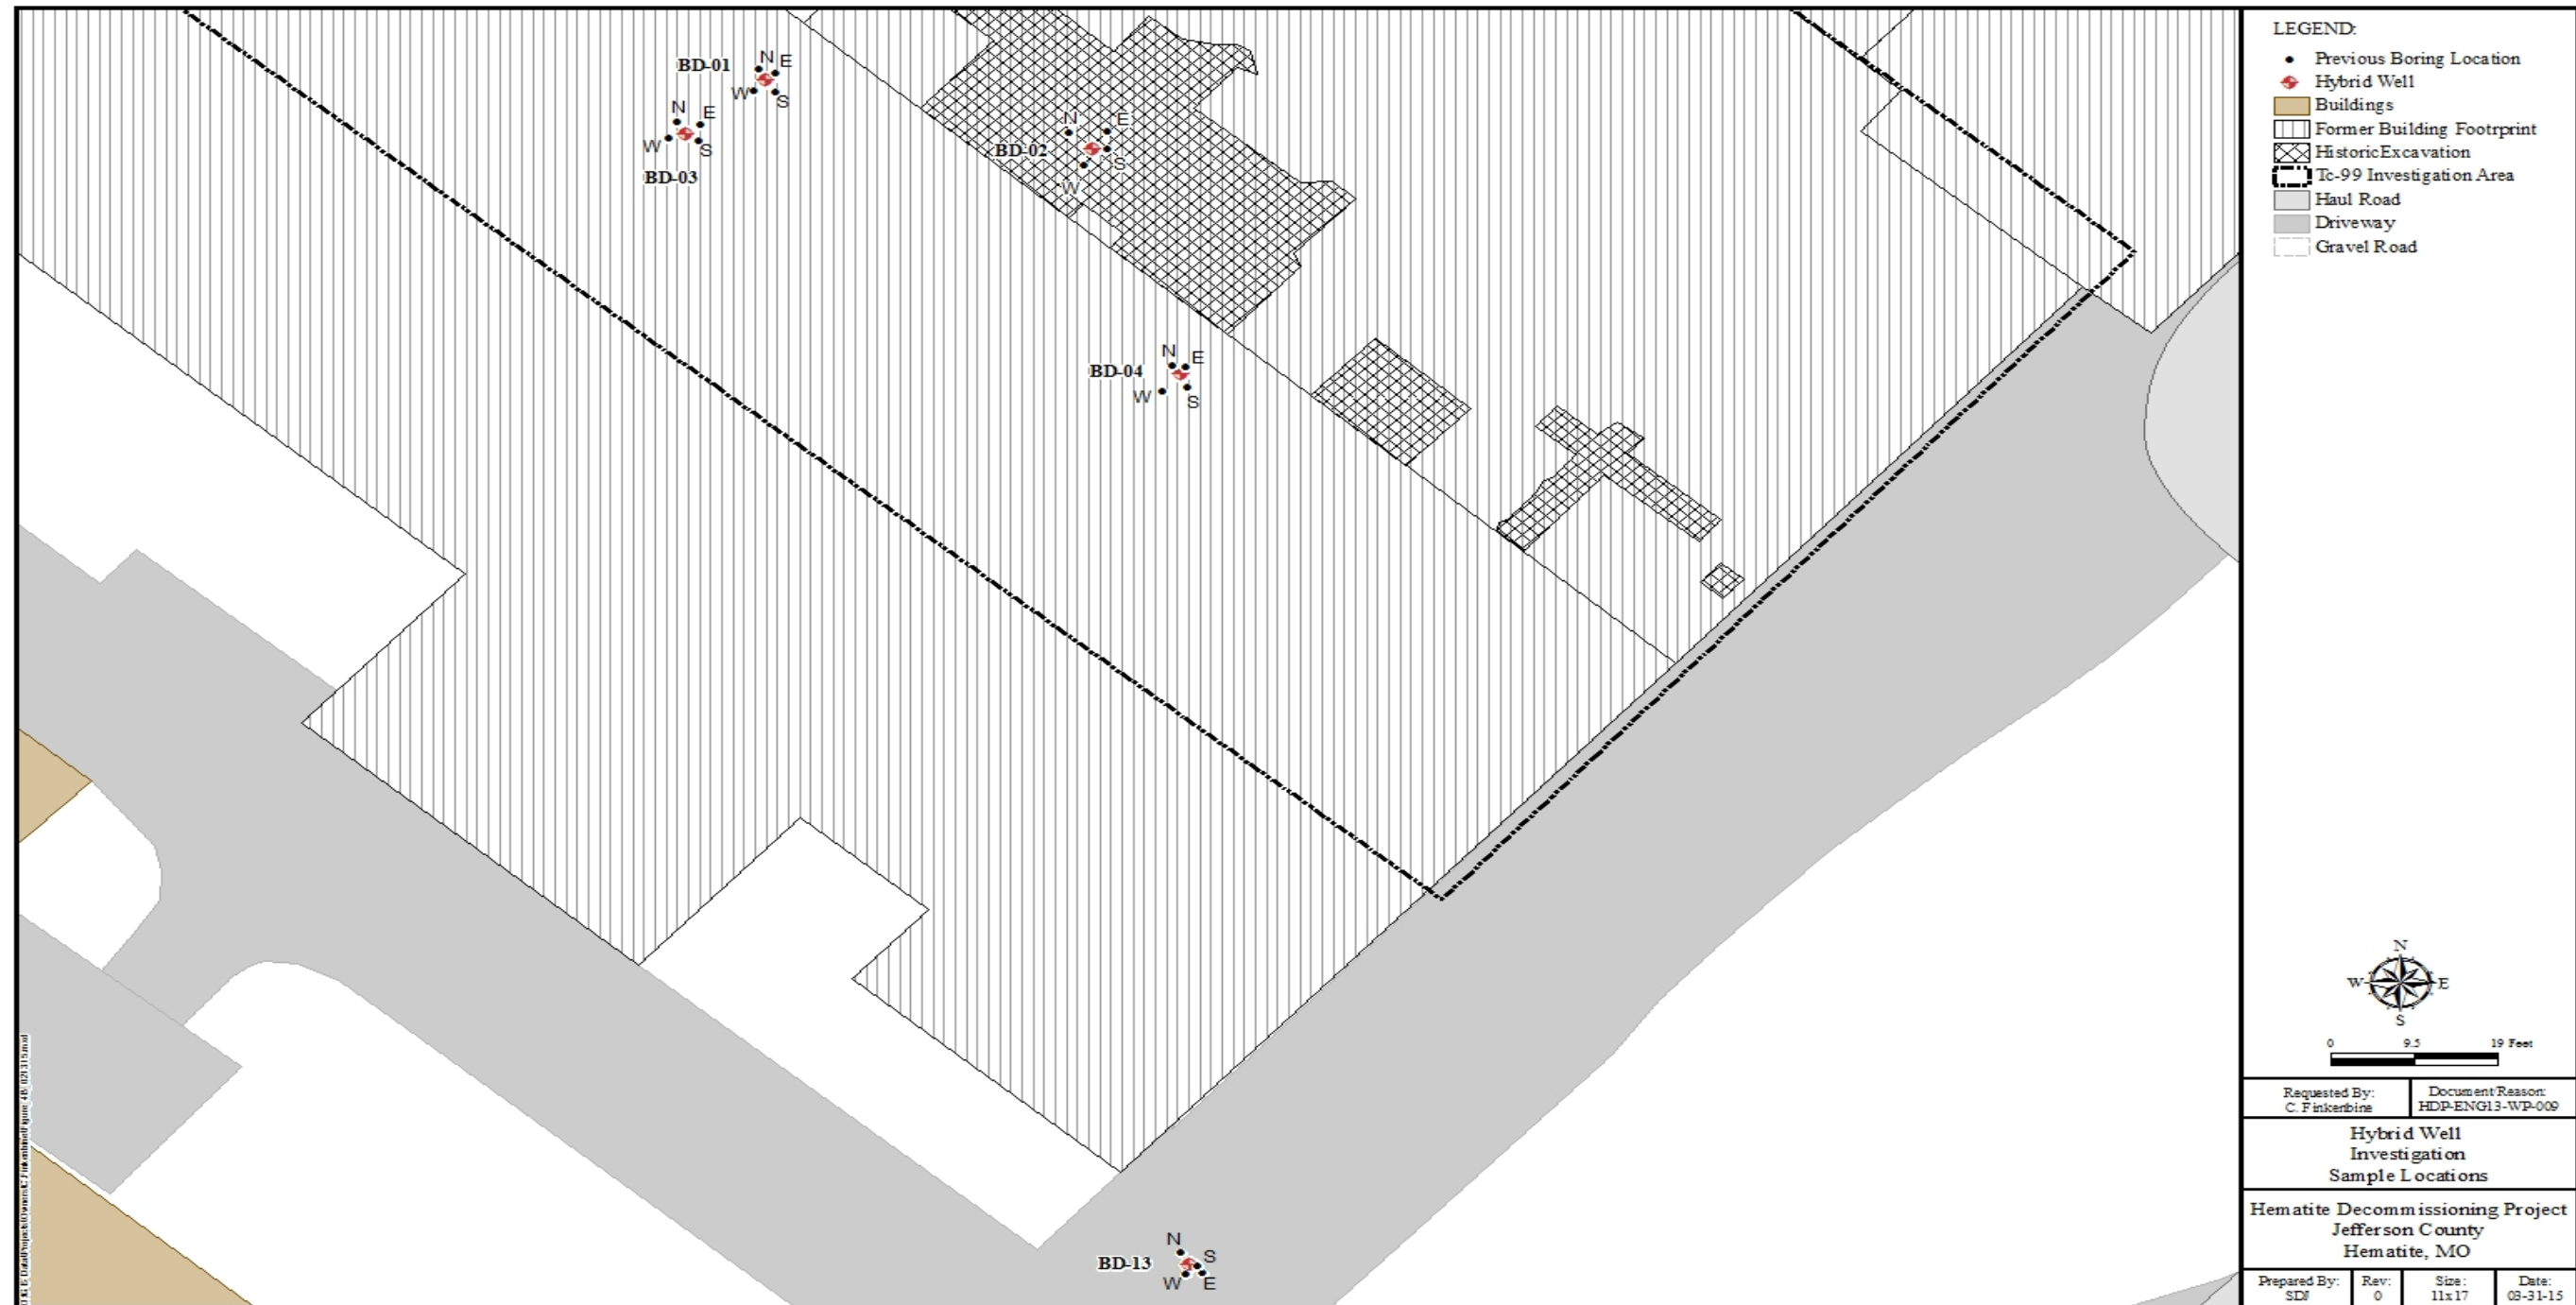 BD-01
N
E
W
S
N
E
W
S
BD-03
N
E
BD-02
S
W
N
E
BD-04
W
S
N
S
BD-13
W
E
LEGEND:
Previous Boring Location
Hybrid Well
Buildings
Former Building Footrprint
HistoricExcavation
Tc-99 Investigation Area
Haul Road
Driveway
Gravel Road
N
W
E
S
0 9.5 19 Feet
Requested By:
C. Finkenbine
Document/Reason:
HDP-ENG13-WP-009
Hybrid Well
Investigation
Sample Locations
Hematite Decommissioning Project
Jefferson County
Hematite, MO
Prepared By:
SDJ
Rev:
0
Size:
11x17
Date:
03-31-15